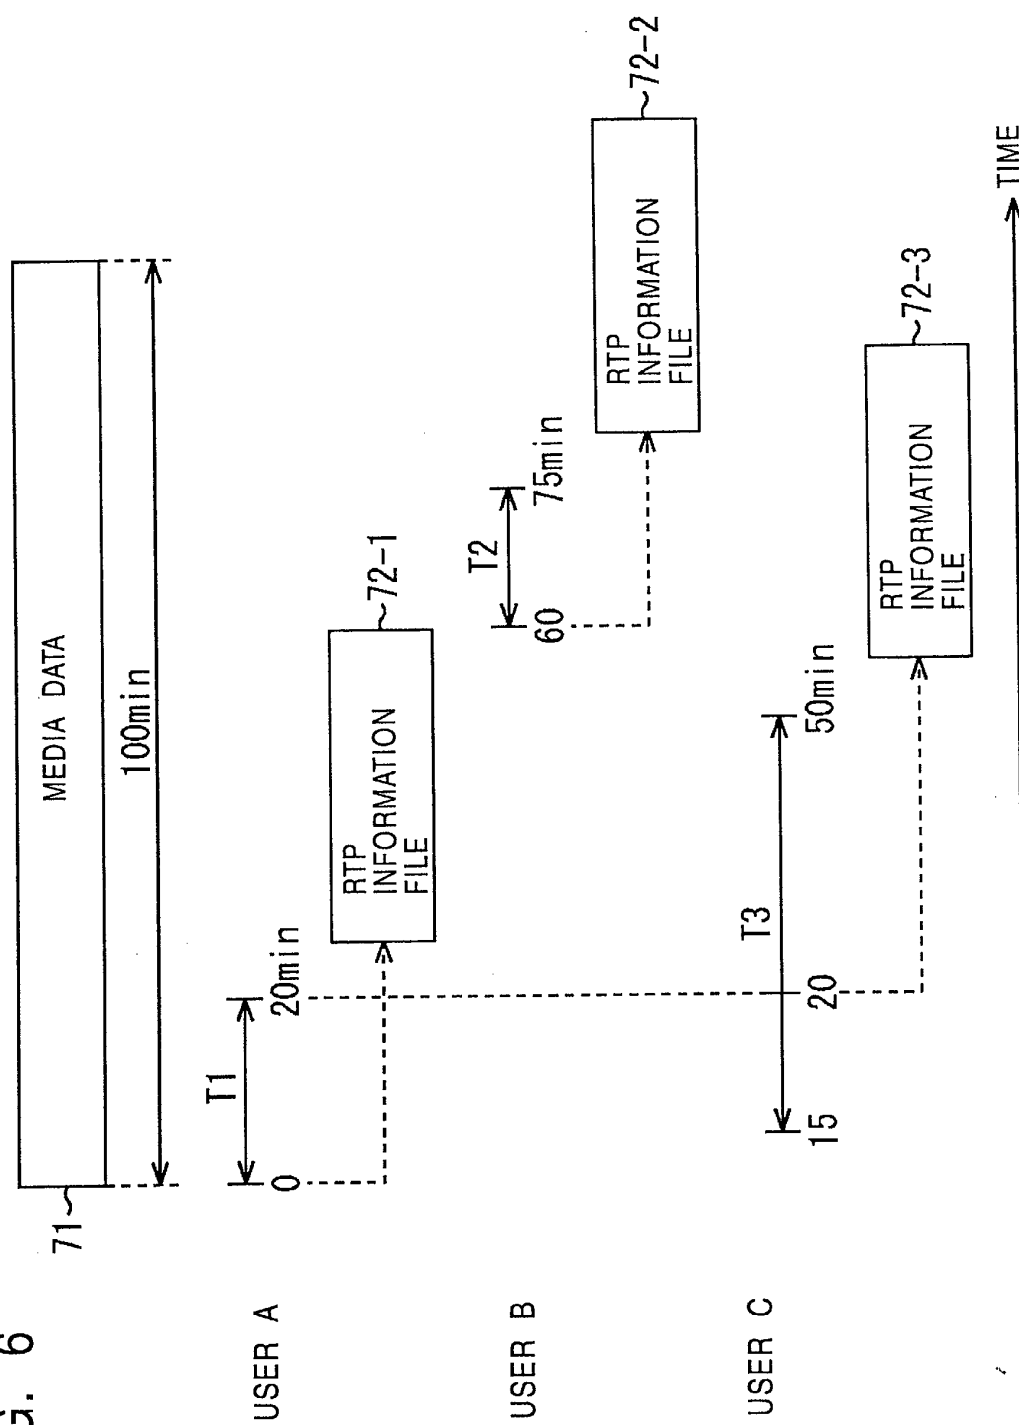 G. 6
71
MEDIA DATA
100min
USER A
T1
0
20min
RTP
INFORMATION
FILE
72-1
USER B
T2
60
75min
RTP
INFORMATION
FILE
72-2
USER C
T3
15
20
50min
RTP
INFORMATION
FILE
72-3
TIME